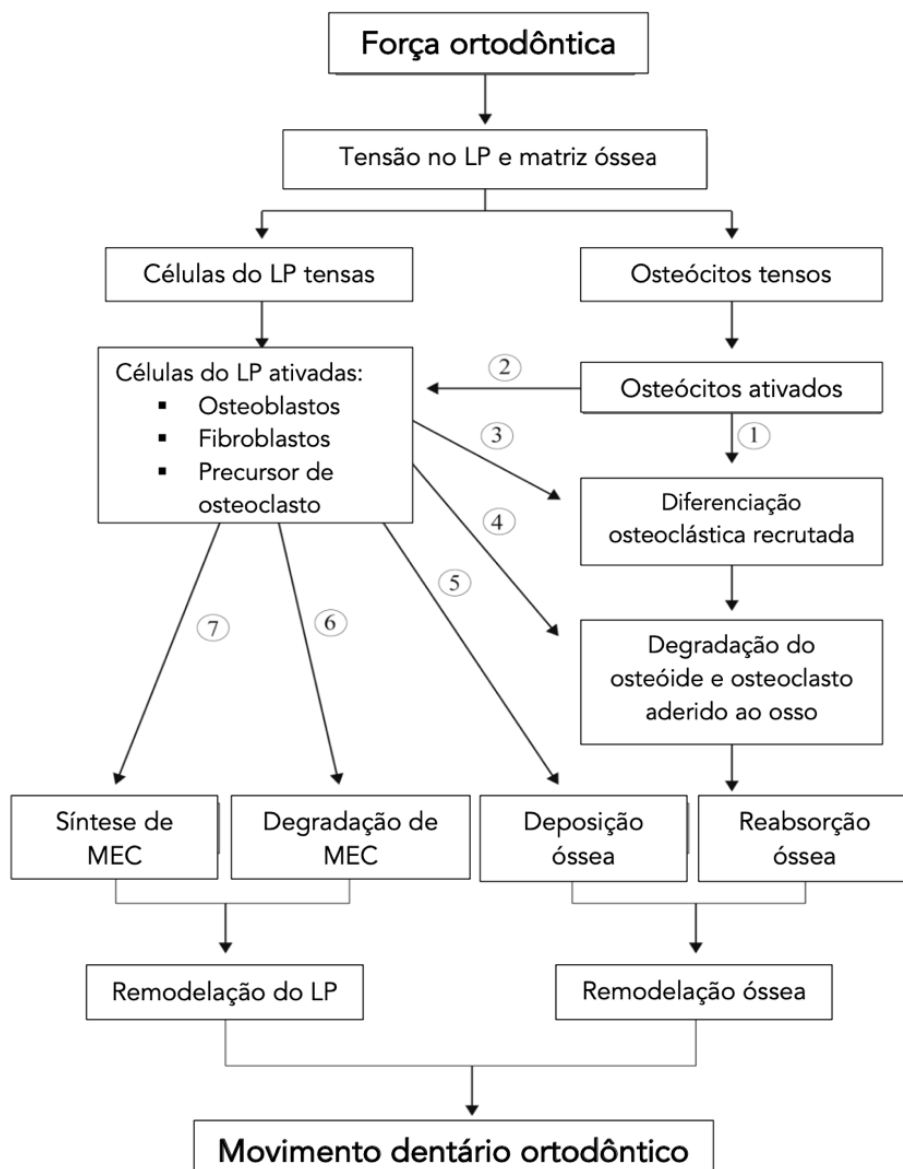 Força ortodôntica
Tensão no LP e matriz óssea
Células do LP tensas
Osteócitos tensos
Células do LP ativadas:
▪ Osteoblastos
▪ Fibroblastos
▪ Precursor de
osteoclasto
2
Osteócitos ativados
1
3
Diferenciação
osteoclástica recrutada
4
5
6
7
Degradação do
osteóide e osteoclasto
aderido ao osso
Síntese de
MEC
Degradação de
MEC
Deposição
óssea
Reabsorção
óssea
Remodelação do LP
Remodelação óssea
Movimento dentário ortodôntico